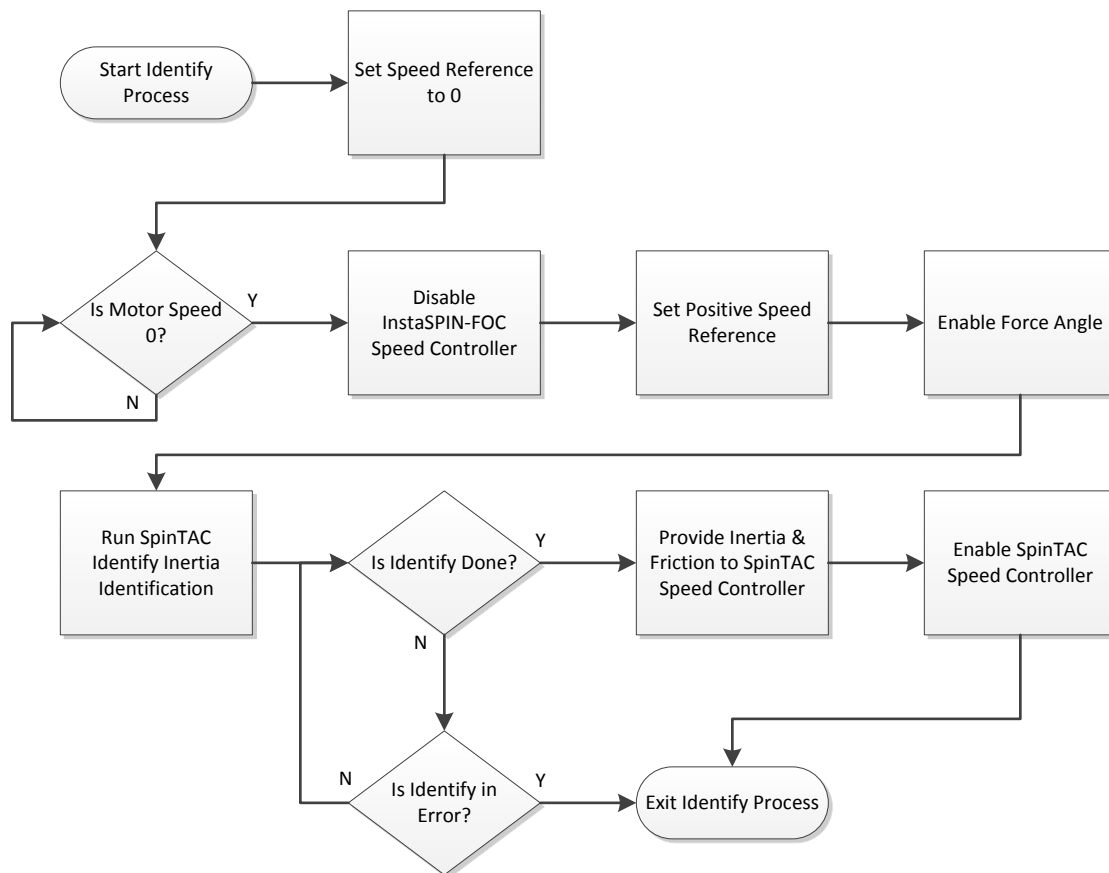 Start Identify
Process
Set Speed Reference
to 0
Is Motor Speed
0?
Y
N
Disable
InstaSPIN-FOC
Speed Controller
Set Positive Speed
Reference
Enable Force Angle
Run SpinTAC
Identify Inertia
Identification
Is Identify Done?
Y
N
Provide Inertia &
Friction to SpinTAC
Speed Controller
Enable SpinTAC
Speed Controller
Is Identify in
Error?
N
Y
Exit Identify Process